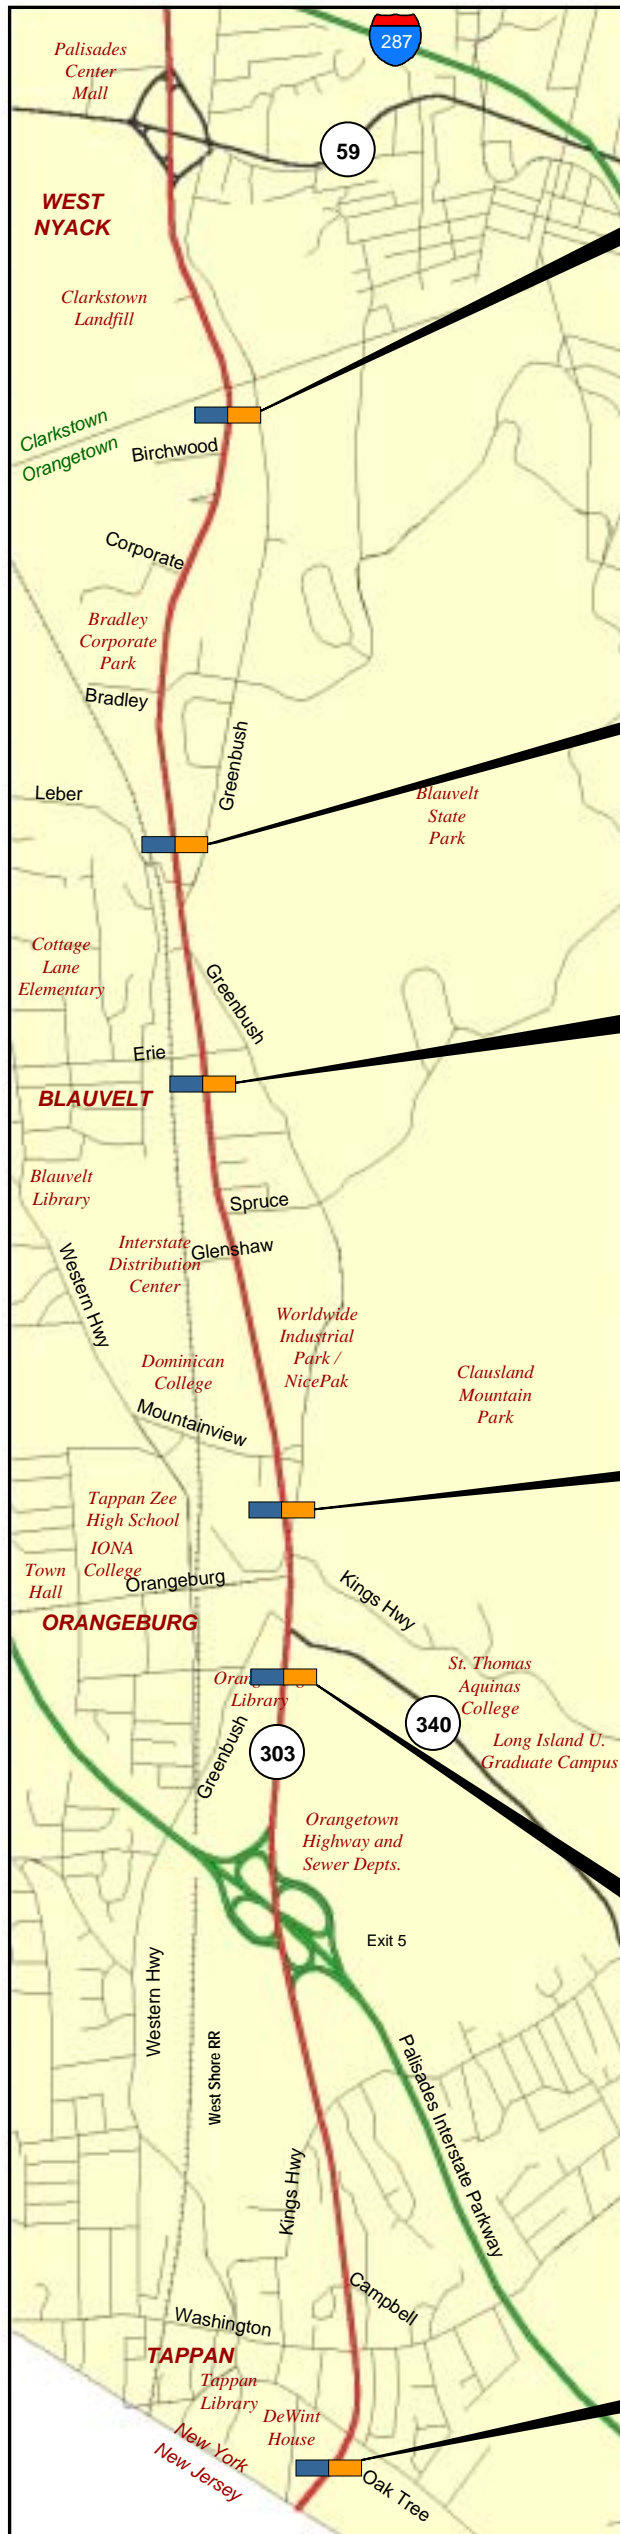 287
Palisades
Center
Mall
59
WEST
NYACK
Clarkstown
Landfill
Clarkstown
Orangetown
Birchwood
Corporate
Bradley
Corporate
Park
Bradley
Greenbush
Leber
Blauvelt
State
Park
Cottage
Lane
Elementary
Greenbush
Erie
BLAUVELT
Blauvelt
Library
Spruce
Interstate
Distribution
Center
Glenshaw
Western Hwy
Worldwide
Industrial
Park /
NicePak
Dominican
College
Clausland
Mountain
Park
Mountainview
Tappan Zee
High School
IONA
College
Town
Hall
Orangeburg
Kings Hwy
ORANGEBURG
St. Thomas
Aquinas
College
Library
340
Long Island U.
Graduate Campus
Greenbush
303
Orangetown
Highway and
Sewer Depts.
Exit 5
Western Hwy
West Shore RR
Palisades Interstate Parkway
Kings Hwy
Campbell
Washington
TAPPAN
Tappan
Library
DeWint
House
New York
New Jersey
Oak Tree